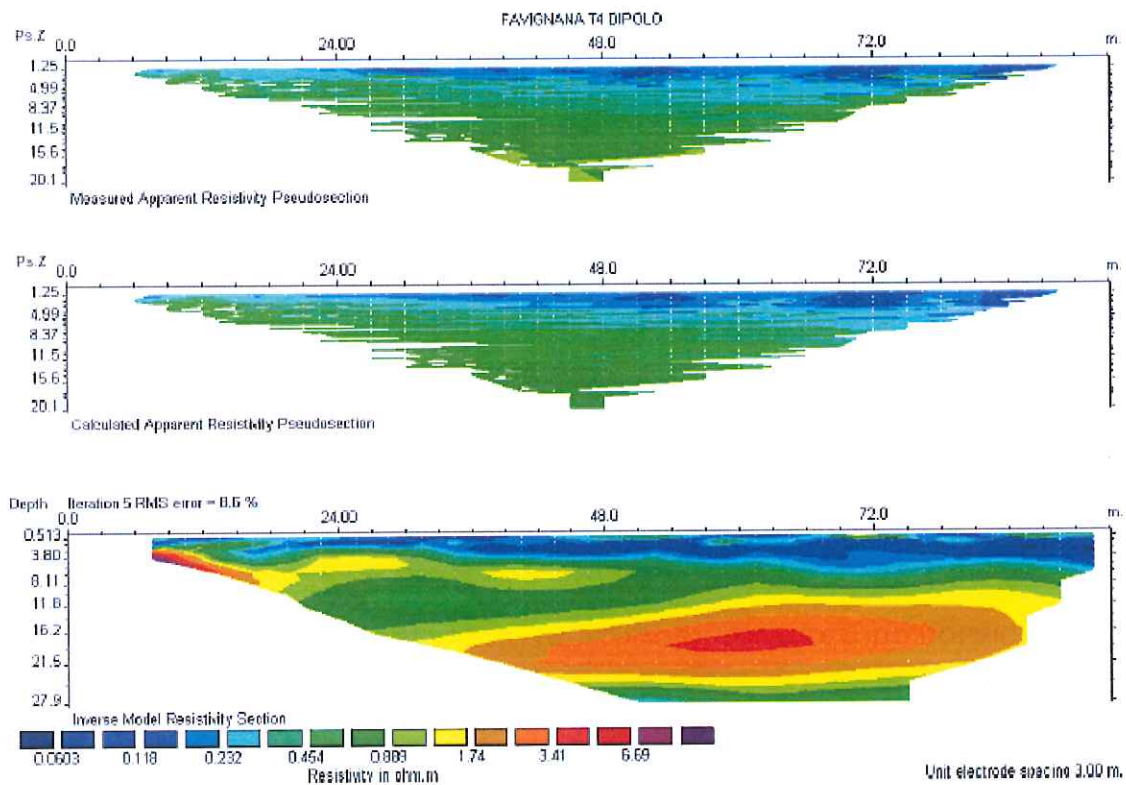 FAVIGNANA T4 DIPOLO
Ps.Z 0.0 24.00 48.0 72.0 m.
1.25
4.99
8.37
11.5
15.6
20.1
Measured Apparent Resistivity Pseudosection
Ps.Z 0.0 24.00 48.0 72.0 m.
1.25
4.99
8.37
11.5
15.6
20.1
Calculated Apparent Resistivity Pseudosection
Depth Iteration 5 RMS error = 8.6 %
0.0 24.00 48.0 72.0 m.
0.513
3.80
8.11
11.8
16.2
21.5
27.9
Inverse Model Resistivity Section
0.0603 0.118 0.232 0.454 0.889 1.74 3.41 6.69
Resistivity in ohm.m
Unit electrode spacing 3.00 m.